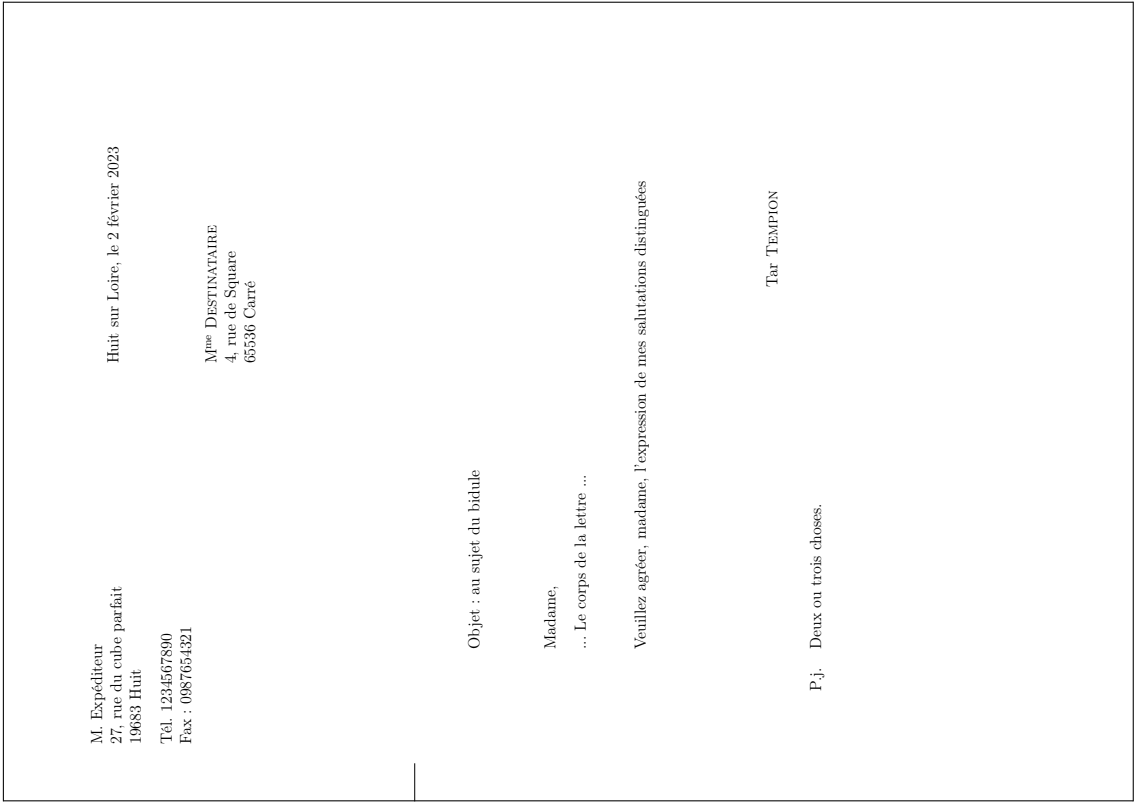 M. Expéditeur
27, rue du cube parfait
19683 Huit
Tél. 1234567890
Fax : 0987654321
Huit sur Loire, le 2 février 2023
Mme DESTINATAIRE
4, rue de Square
65536 Carré
Objet : au sujet du bidule
Madame,
... Le corps de la lettre ...
Veuillez agréer, madame, l'expression de mes salutations distinguées
Tar TEMPION
P.j. Deux ou trois choses.